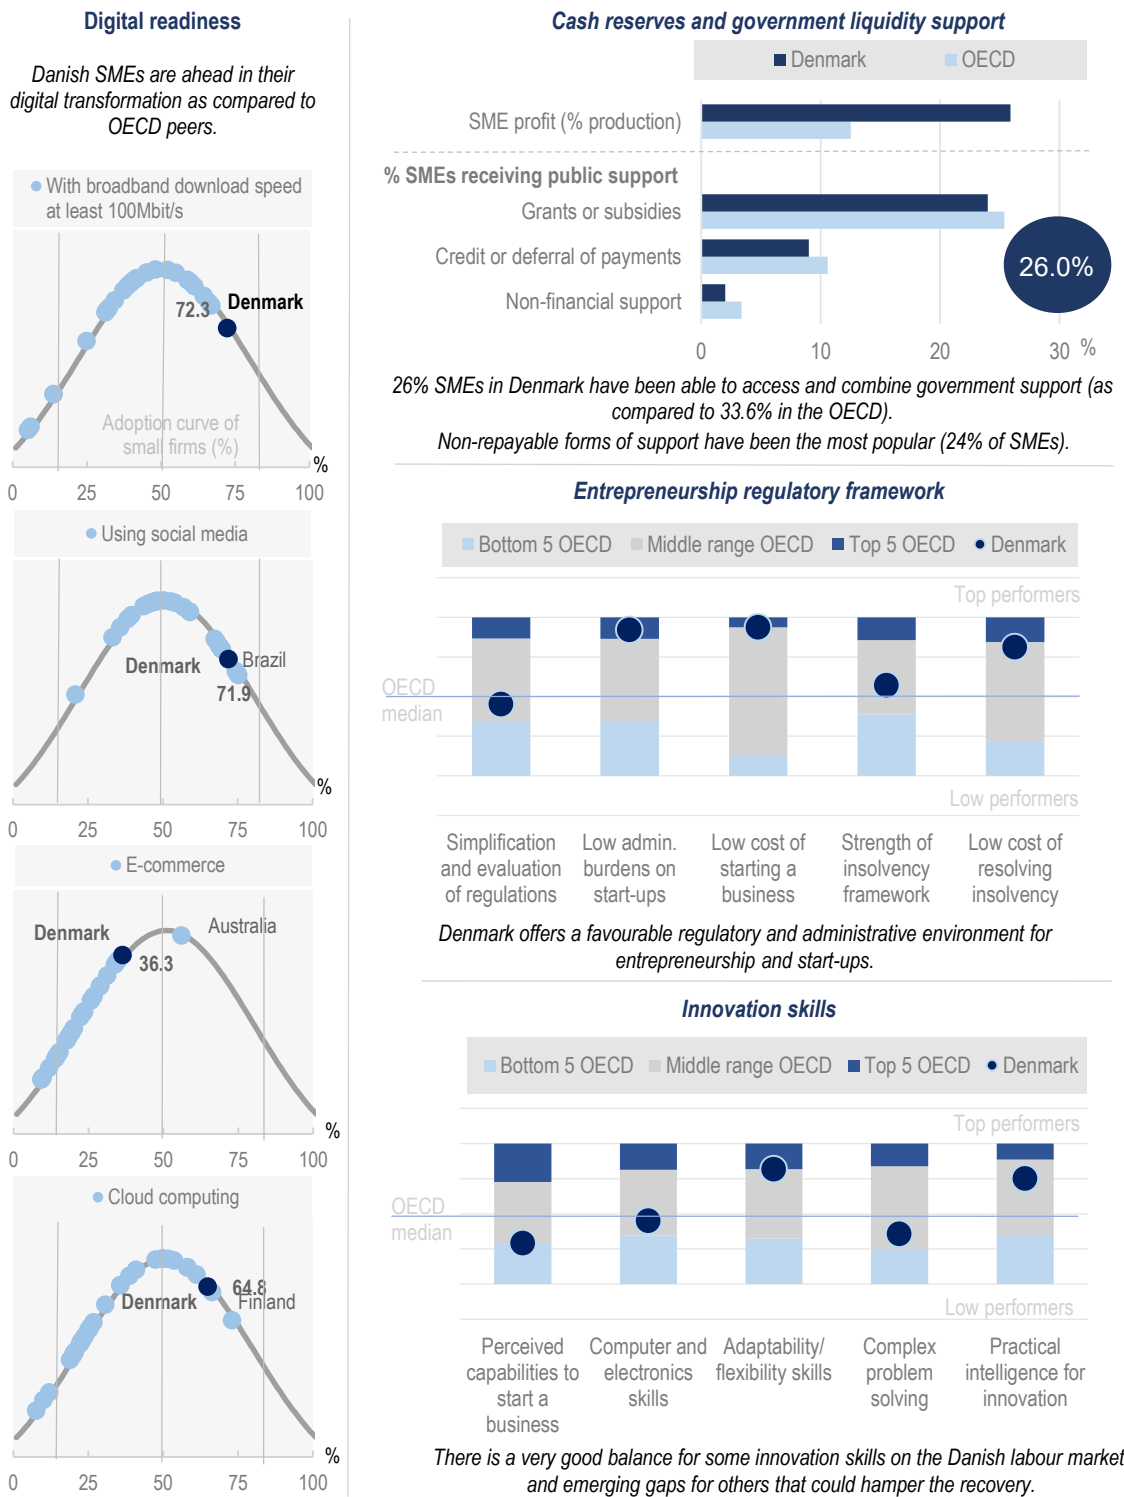 Digital readiness
Danish SMEs are ahead in their
digital transformation as compared to
OECD peers.
With broadband download speed
at least 100Mbit/s
Denmark
72.3
Adoption curve of
small firms (%)
%
0 25 50 75 100
Using social media
Denmark
Brazil
71.9
%
0 25 50 75 100
E-commerce
Australia
Denmark
36.3
%
0 25 50 75 100
Cloud computing
64.8
Denmark
Finland
%
0 25 50 75 100
Cash reserves and government liquidity support
Denmark OECD
SME profit (% production)
% SMEs receiving public support
Grants or subsidies
Credit or deferral of payments
26.0%
Non-financial support
0 10 20 30 %
26% SMEs in Denmark have been able to access and combine government support (as
compared to 33.6% in the OECD).
Non-repayable forms of support have been the most popular (24% of SMEs).
Entrepreneurship regulatory framework
Bottom 5 OECD Middle range OECD Top 5 OECD Denmark
Top performers
OECD
median
Low performers
Simplification
and evaluation
of regulations
Low admin.
burdens on
start-ups
Low cost of
starting a
business
Strength of
insolvency
framework
Low cost of
resolving
insolvency
Denmark offers a favourable regulatory and administrative environment for
entrepreneurship and start-ups.
Innovation skills
Bottom 5 OECD Middle range OECD Top 5 OECD Denmark
Top performers
OECD
median
Low performers
Perceived
capabilities to
start a
business
Computer and
electronics
skills
Adaptability/
flexibility skills
Complex
problem
solving
Practical
intelligence for
innovation
There is a very good balance for some innovation skills on the Danish labour market
and emerging gaps for others that could hamper the recovery.